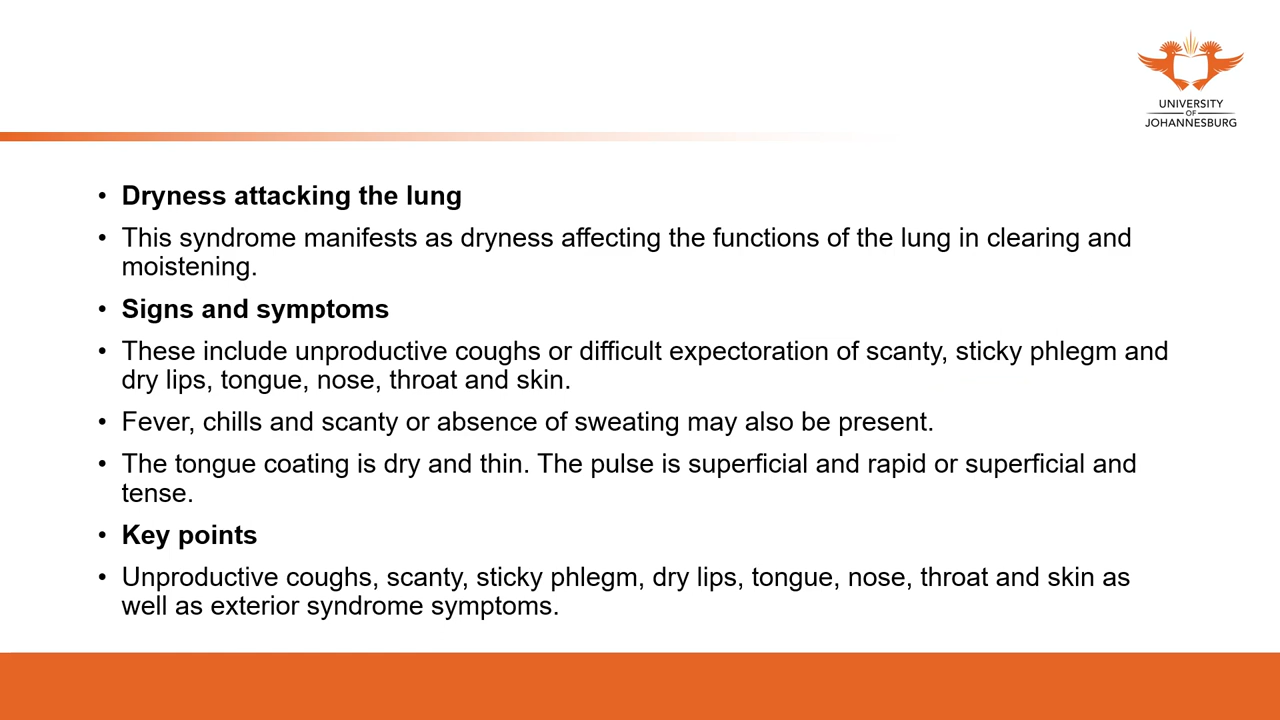 UNIVERSITY
OF
JOHANNESBURG
• Dryness attacking the lung
• This syndrome manifests as dryness affecting the functions of the lung in clearing and
moistening.
• Signs and symptoms
• These include unproductive coughs or difficult expectoration of scanty, sticky phlegm and
dry lips, tongue, nose, throat and skin.
• Fever, chills and scanty or absence of sweating may also be present.
• The tongue coating is dry and thin. The pulse is superficial and rapid or superficial and
tense.
• Key points
• Unproductive coughs, scanty, sticky phlegm, dry lips, tongue, nose, throat and skin as
well as exterior syndrome symptoms.